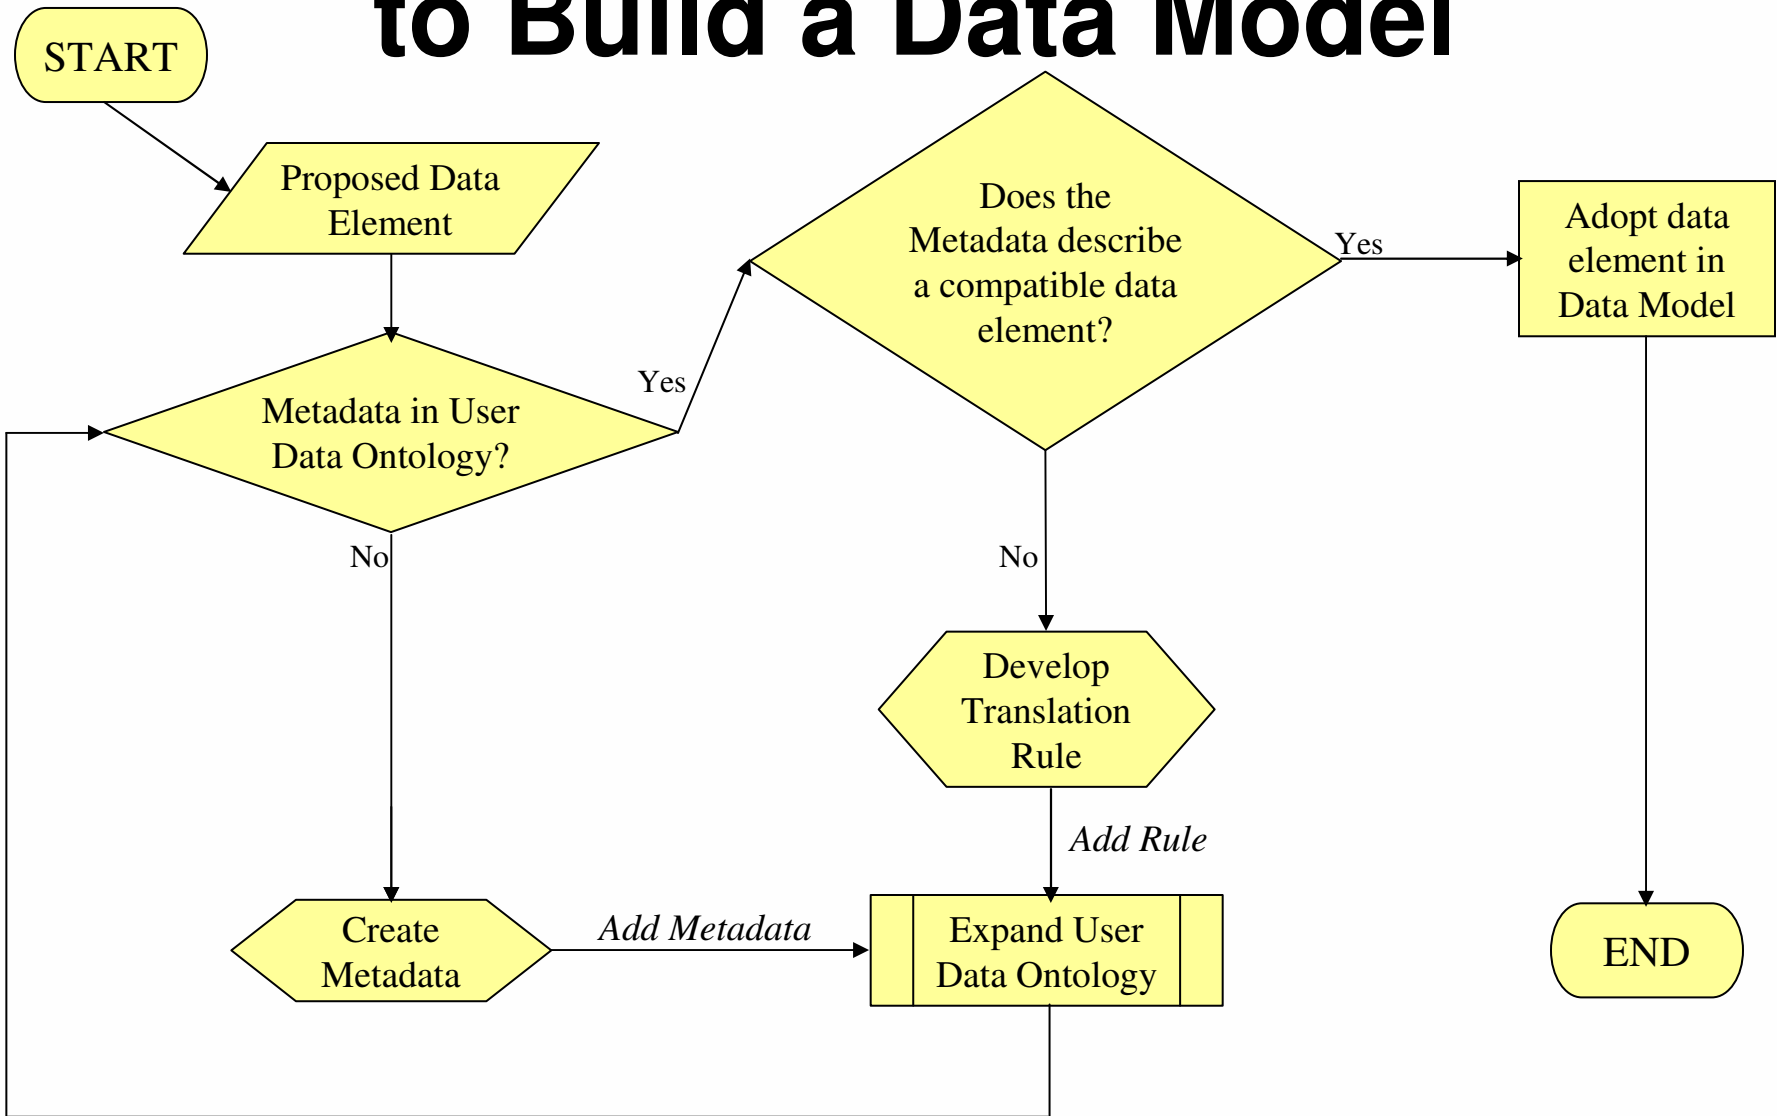 to Build a Data Model
START
Proposed Data
Element
Does the
Metadata describe
a compatible data
element?
Yes
Adopt data
element in
Data Model
Yes
Metadata in User
Data Ontology?
No
No
Develop
Translation
Rule
Add Rule
Create
Metadata
Add Metadata
Expand User
Data Ontology
END